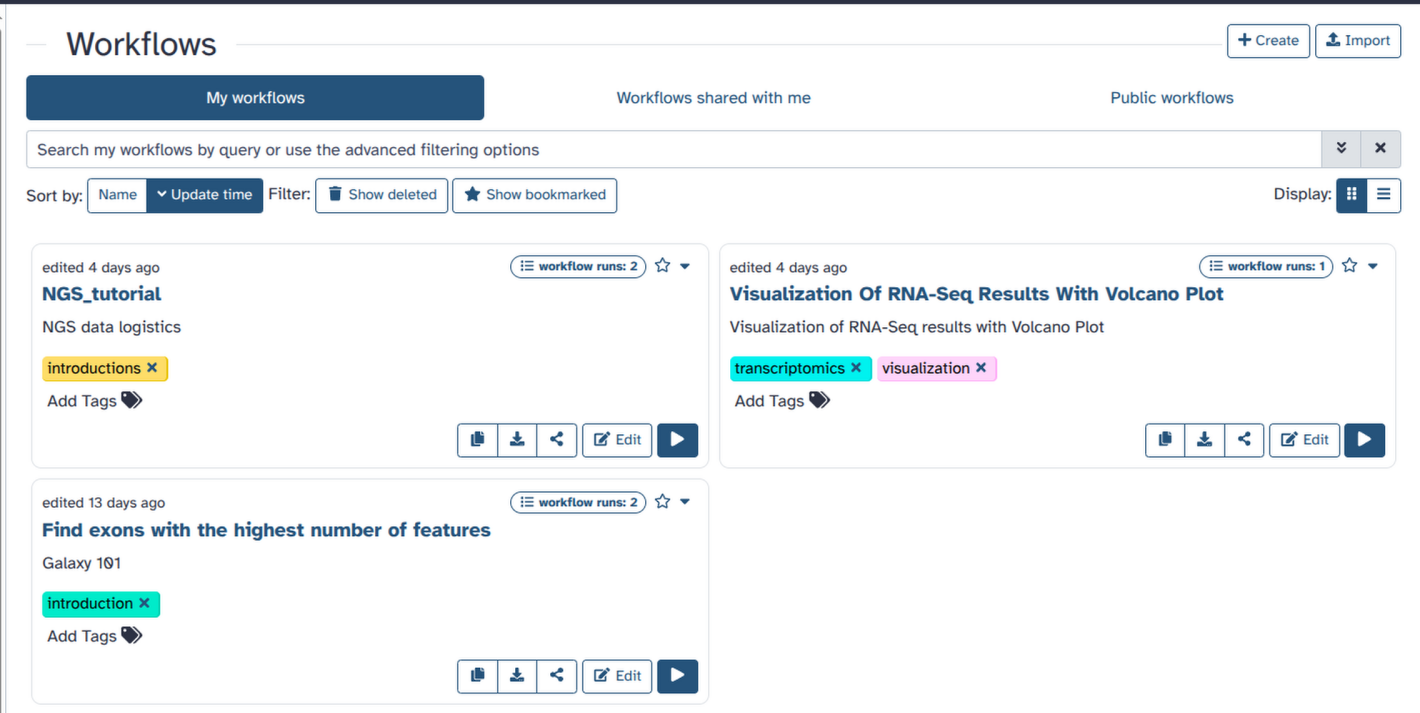 Workflows
Create Import
My workflows Workflows shared with me Public workflows
Search my workflows by query or use the advanced filtering options
Sort by: Name Update time Filter: Show deleted Show bookmarked Display:
edited 4 days ago workflow runs: 2
NGS_tutorial
NGS data logistics
introductions
Add Tags
Edit
edited 4 days ago workflow runs: 1
Visualization Of RNA-Seq Results With Volcano Plot
Visualization of RNA-Seq results with Volcano Plot
transcriptomics visualization
Add Tags
Edit
edited 13 days ago workflow runs: 2
Find exons with the highest number of features
Galaxy 101
introduction
Add Tags
Edit